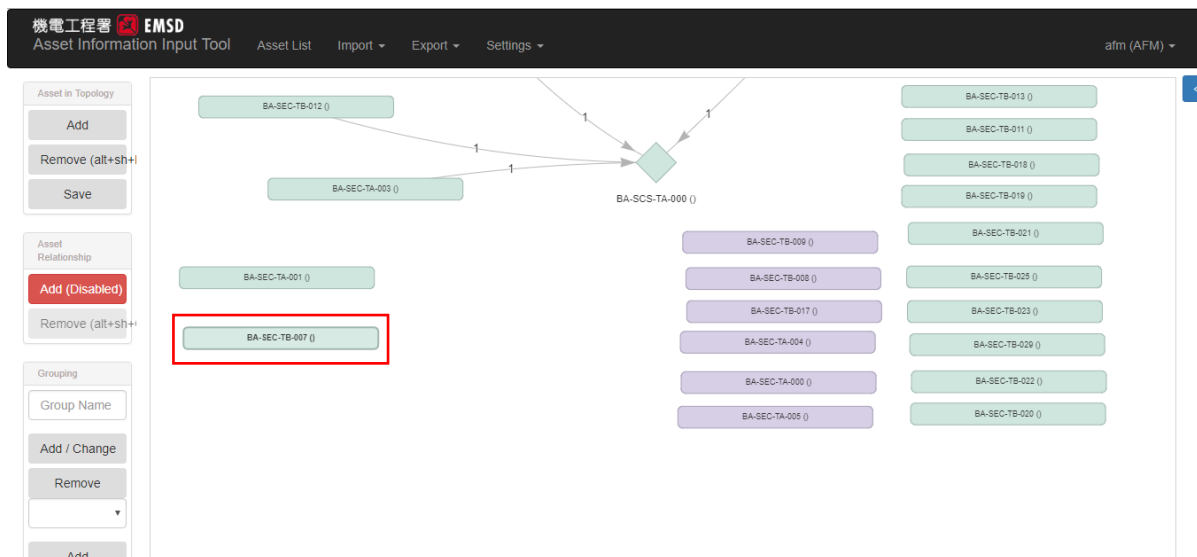 機電工程署 EMSD
Asset Information Input Tool Asset List Import Export Settings afm (AFM)
Asset in Topology
Add
Remove (alt+sh+
Save
Asset
Relationship
Add (Disabled)
Remove (alt+sh+
Grouping
Group Name
Add / Change
Remove
Add
BA-SEC-TB-012 ()
1
1
1
1
BA-SEC-TA-003 ()
BA-SCS-TA-000 ()
BA-SEC-TA-001 ()
BA-SEC-TB-007 ()
BA-SEC-TB-009 ()
BA-SEC-TB-008 ()
BA-SEC-TB-017 ()
BA-SEC-TA-004 ()
BA-SEC-TA-000 ()
BA-SEC-TA-005 ()
BA-SEC-TB-013 ()
BA-SEC-TB-011 ()
BA-SEC-TB-018 ()
BA-SEC-TB-019 ()
BA-SEC-TB-021 ()
BA-SEC-TB-025 ()
BA-SEC-TB-023 ()
BA-SEC-TB-029 ()
BA-SEC-TB-022 ()
BA-SEC-TB-020 ()